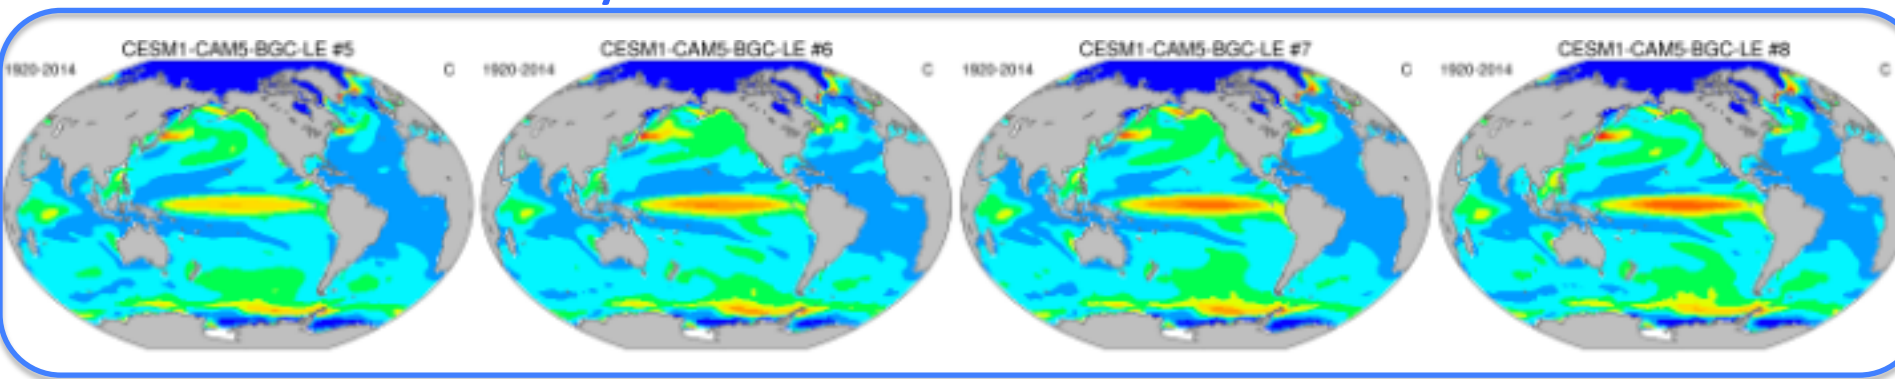 CESM1-CAM5-BGC-LE #5
1920-2014 C
CESM1-CAM5-BGC-LE #6
1920-2014 C
CESM1-CAM5-BGC-LE #7
1920-2014 C
CESM1-CAM5-BGC-LE #8
1920-2014 C